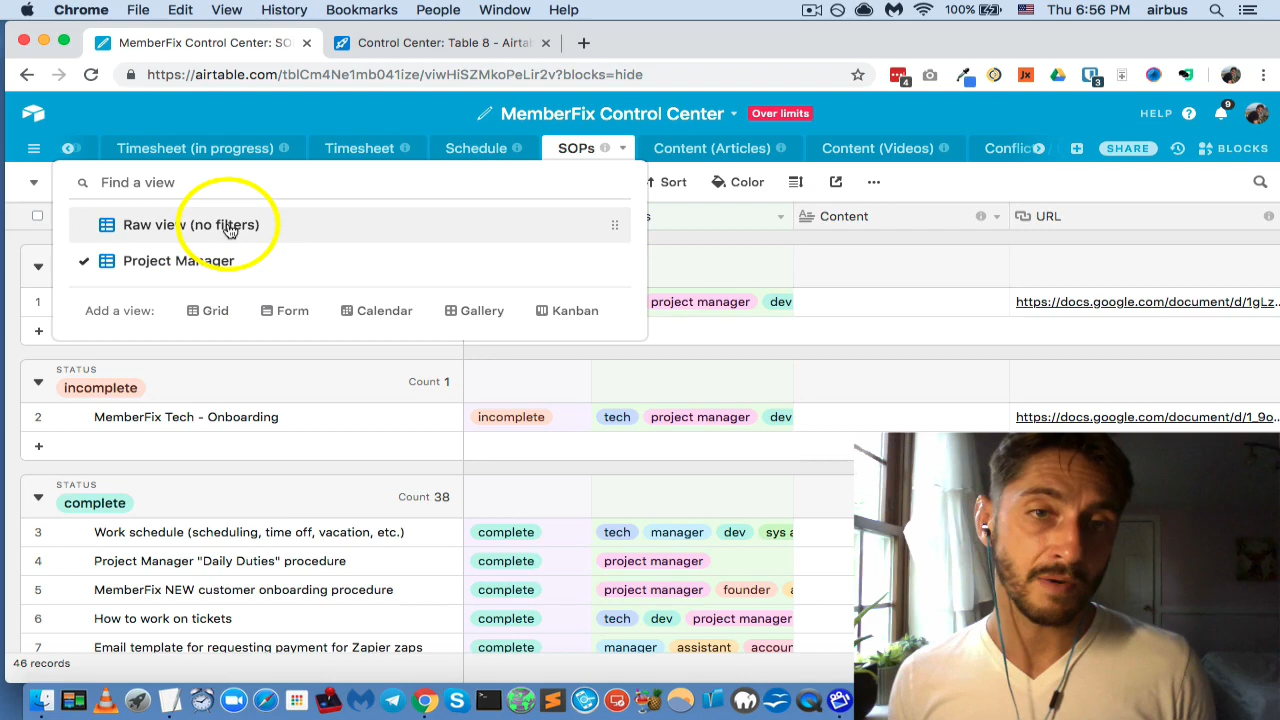 Chrome File Edit View History Bookmarks People Window Help 100% Thu 6:56 PM airbus
MemberFix Control Center: SO Control Center: Table 8 - Airta
https://airtable.com/tblCm4Ne1mb041ize/viwHiSZMkoPeLir2v?blocks=hide 4 Jx 3
MemberFix Control Center Over limits HELP 9
Timesheet (in progress) Timesheet Schedule SOPs Content (Articles) Content (Videos) Conflic SHARE BLOCKS
Find a view Sort Color
Raw view (no filters) s Content URL
Project Manager
1 project manager dev https://docs.google.com/document/d/1gLz...
Add a view: Grid Form Calendar Gallery Kanban
STATUS
incomplete Count 1
2 MemberFix Tech - Onboarding incomplete tech project manager dev https://docs.google.com/document/d/1_9o...
STATUS
complete Count 38
3 Work schedule (scheduling, time off, vacation, etc.) complete tech manager dev sys a
4 Project Manager "Daily Duties" procedure complete project manager
5 MemberFix NEW customer onboarding procedure complete project manager founder
6 How to work on tickets complete tech dev project manager
7 Email template for requesting payment for Zapier zaps complete manager assistant accoun
46 records